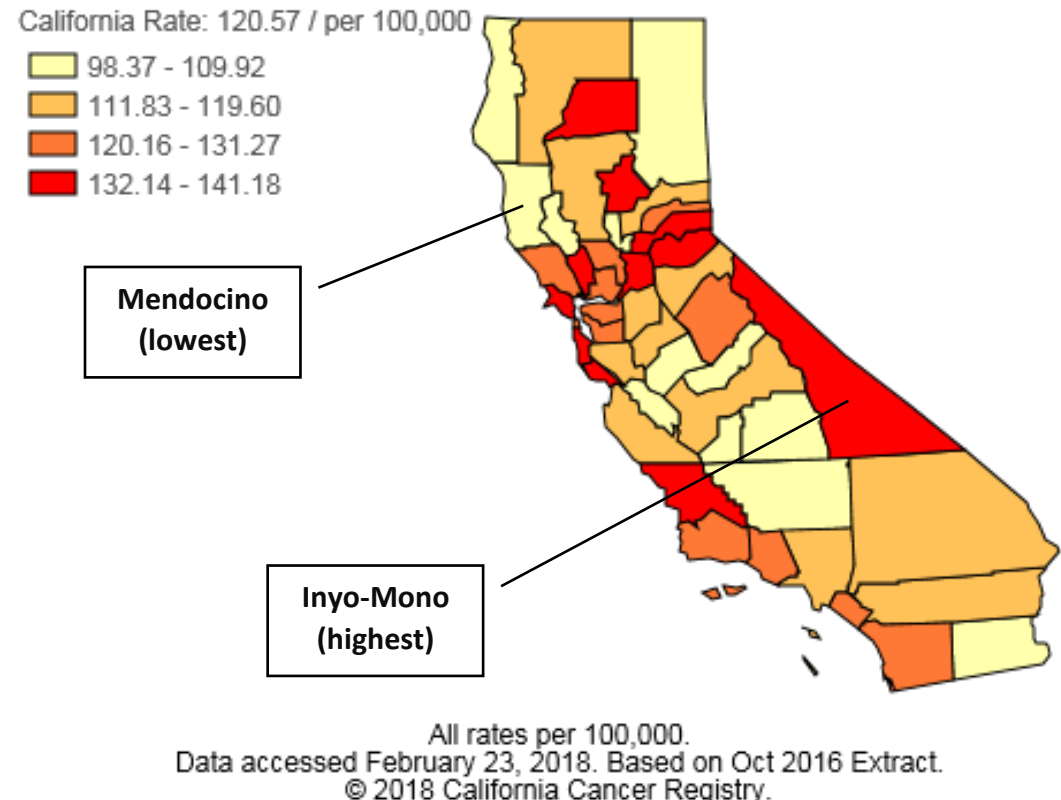 California Rate: 120.57 / per 100,000
98.37 - 109.92
111.83 - 119.60
120.16 - 131.27
132.14 - 141.18
Mendocino
(lowest)
Inyo-Mono
(highest)
All rates per 100,000.
Data accessed February 23, 2018. Based on Oct 2016 Extract.
© 2018 California Cancer Registry.